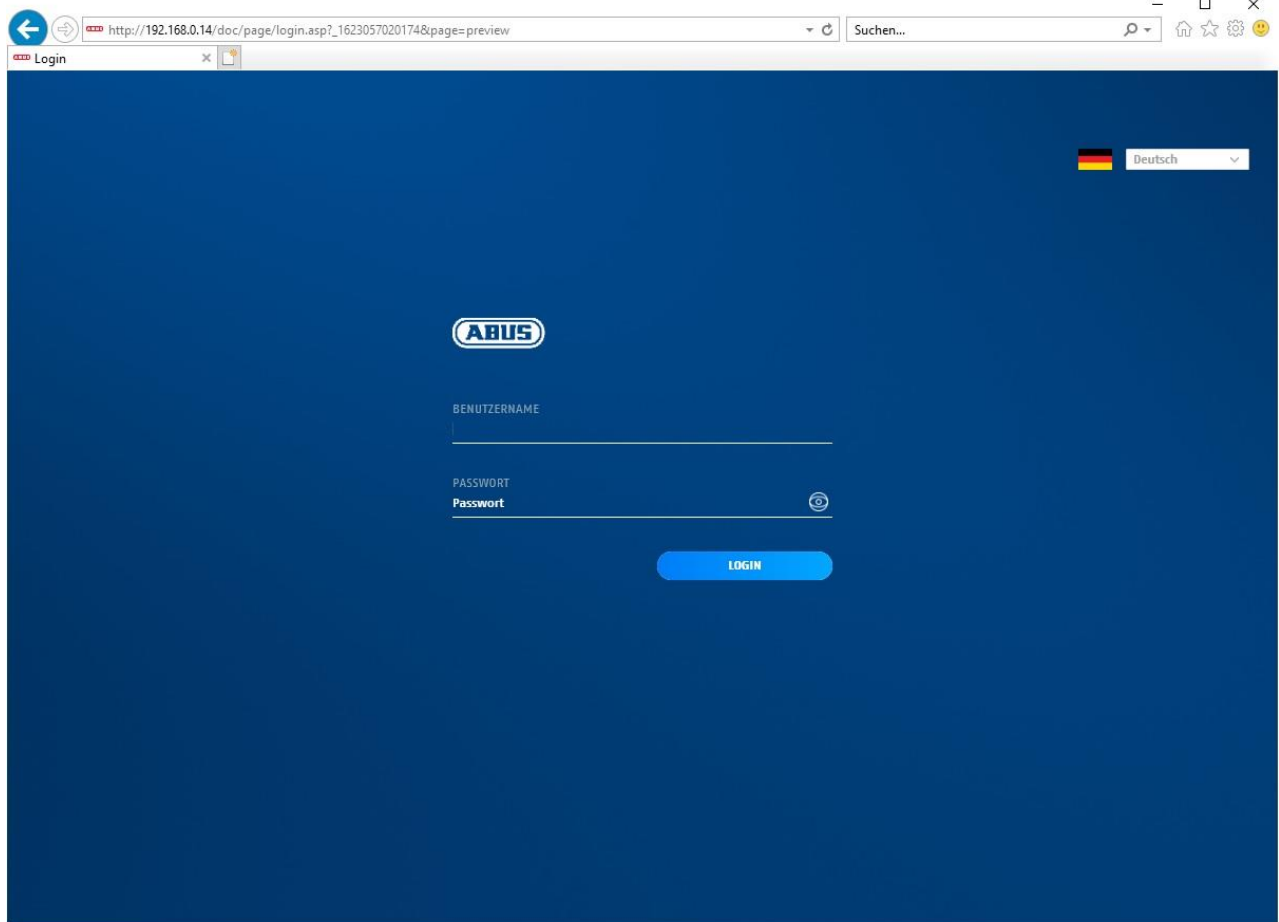 http://192.168.0.14/doc/page/login.asp?_1623057020174&page=preview
Suchen...
Login
Deutsch
ABUS
BENUTZERNAME
PASSWORT
Passwort
LOGIN